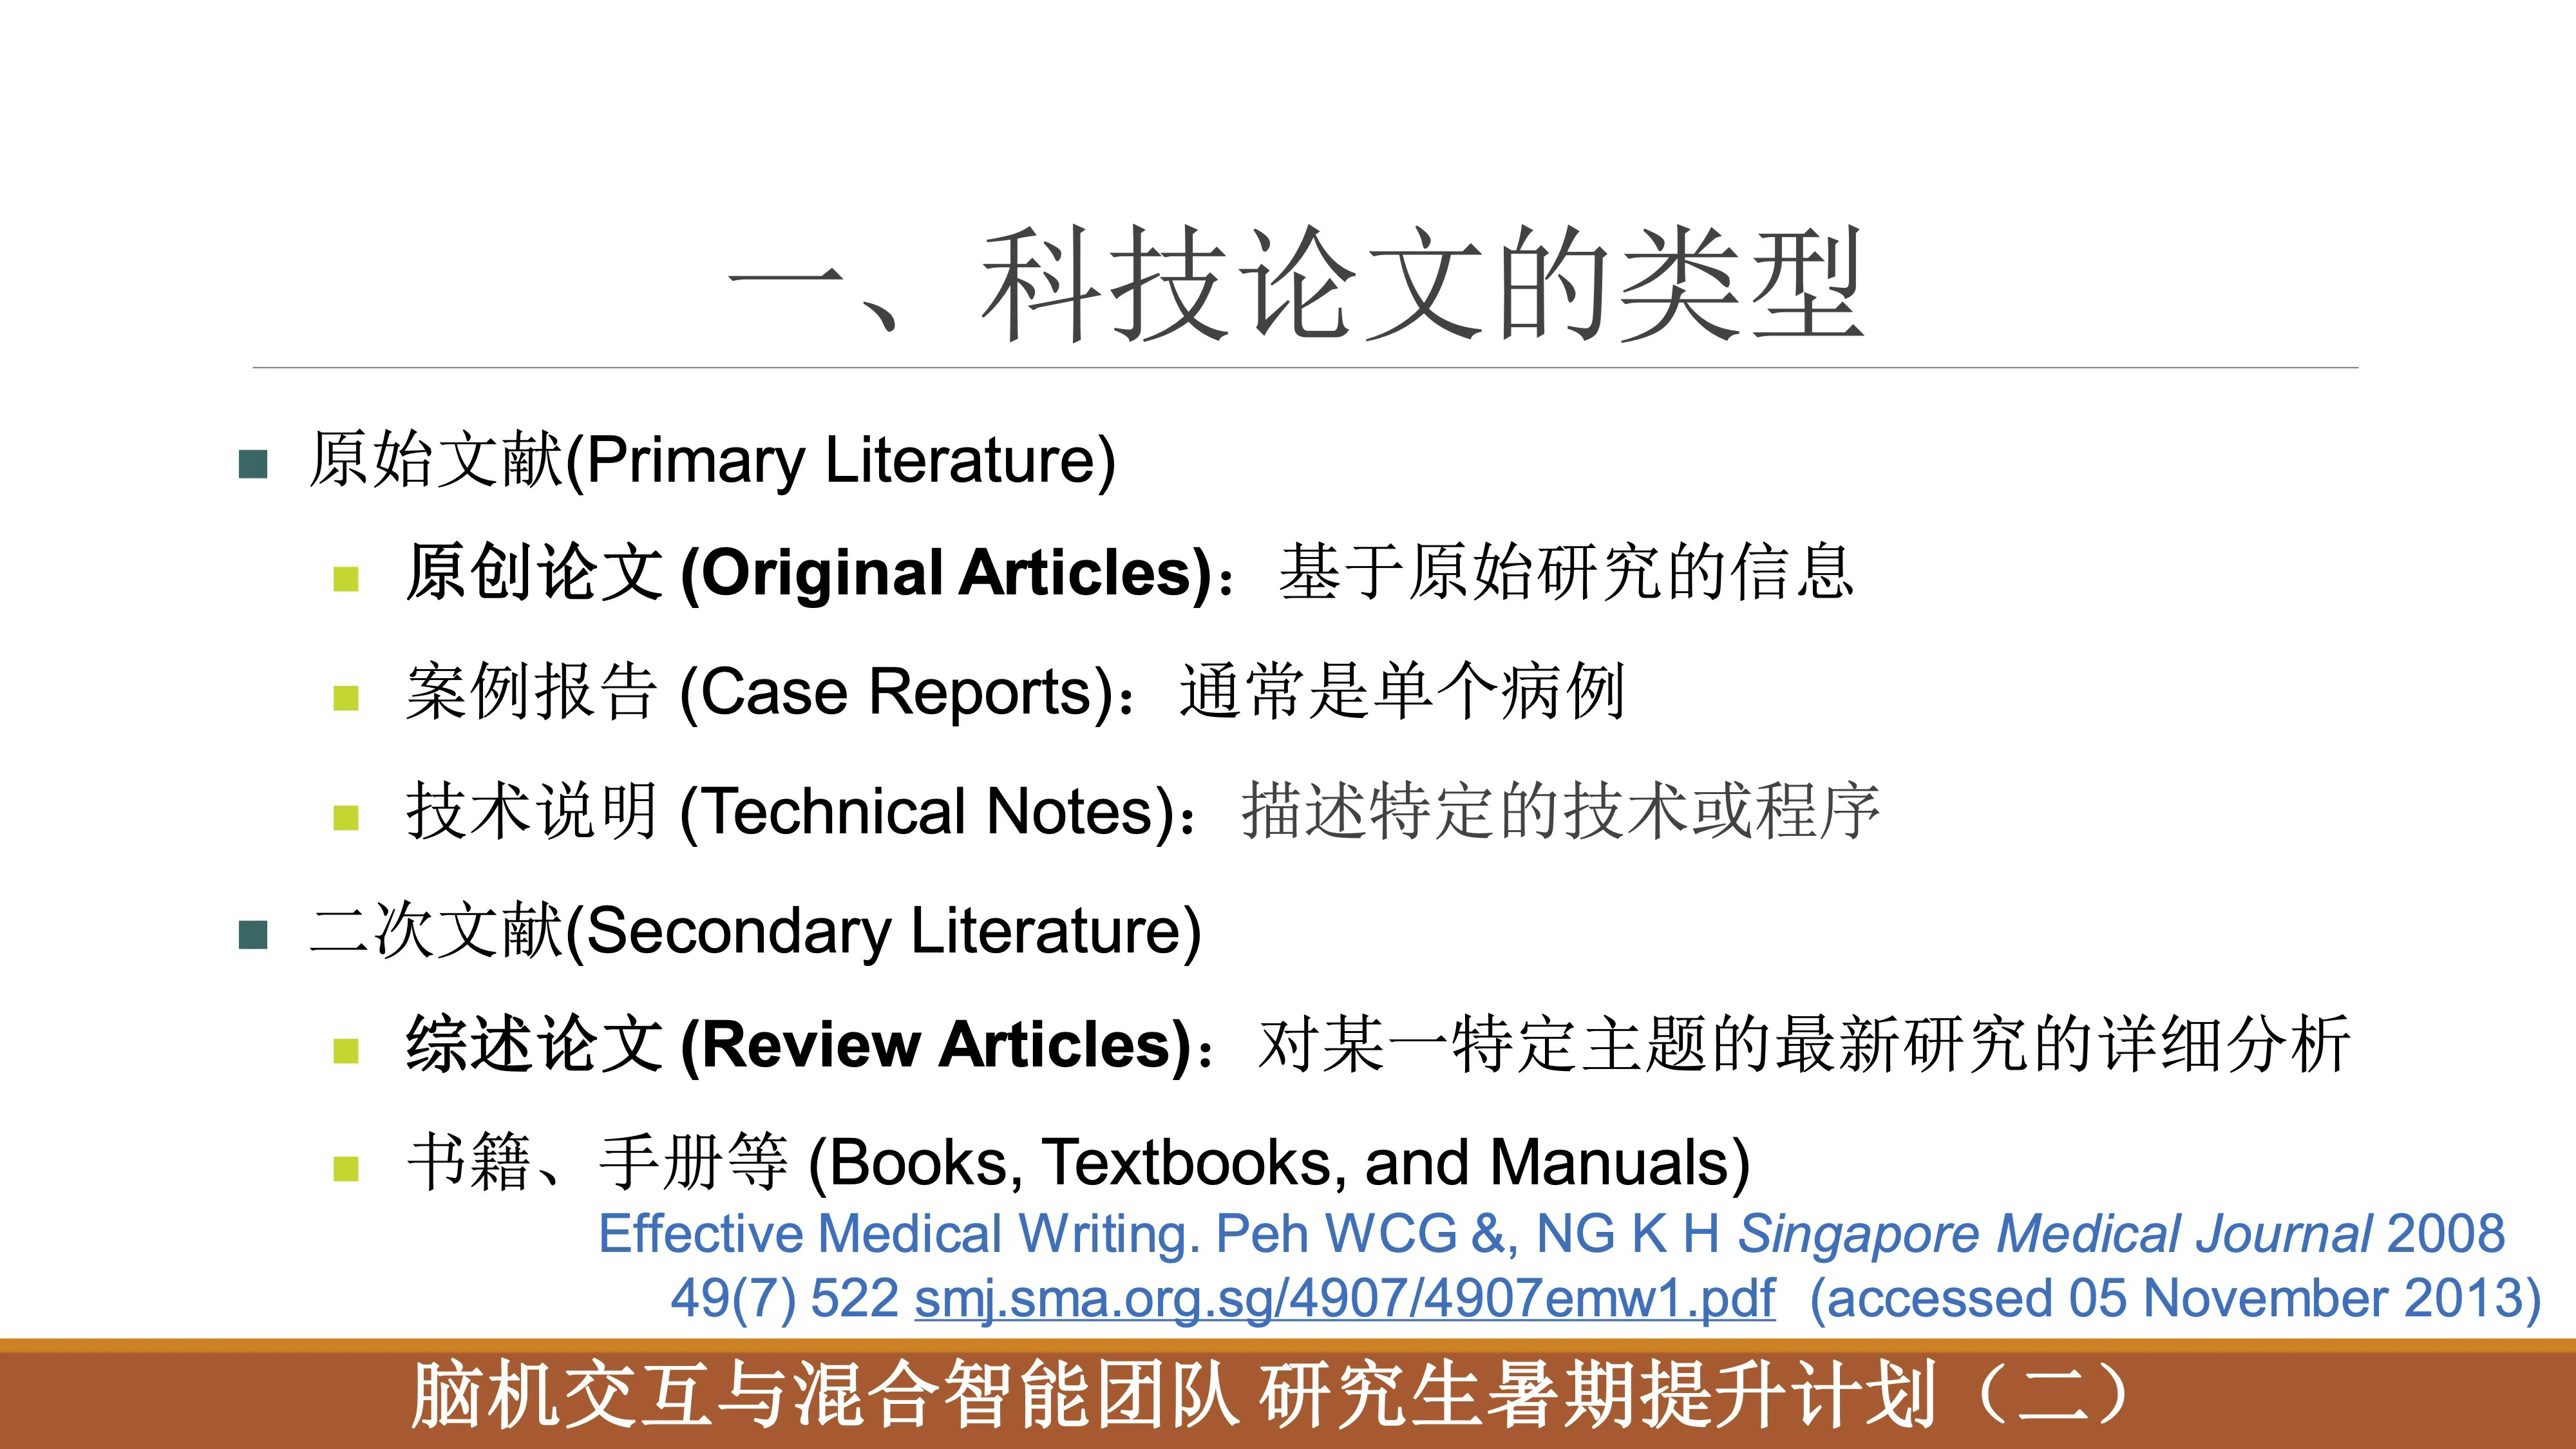 一、科技论文的类型
原始文献(Primary Literature)
原创论文 (Original Articles)：基于原始研究的信息
案例报告 (Case Reports)：通常是单个病例
技术说明 (Technical Notes)：描述特定的技术或程序
二次文献(Secondary Literature)
综述论文 (Review Articles)：对某一特定主题的最新研究的详细分析
书籍、手册等 (Books, Textbooks, and Manuals)
Effective Medical Writing. Peh WCG &, NG K H Singapore Medical Journal 2008
49(7) 522 smj.sma.org.sg/4907/4907emw1.pdf (accessed 05 November 2013)
脑机交互与混合智能团队 研究生暑期提升计划（二）